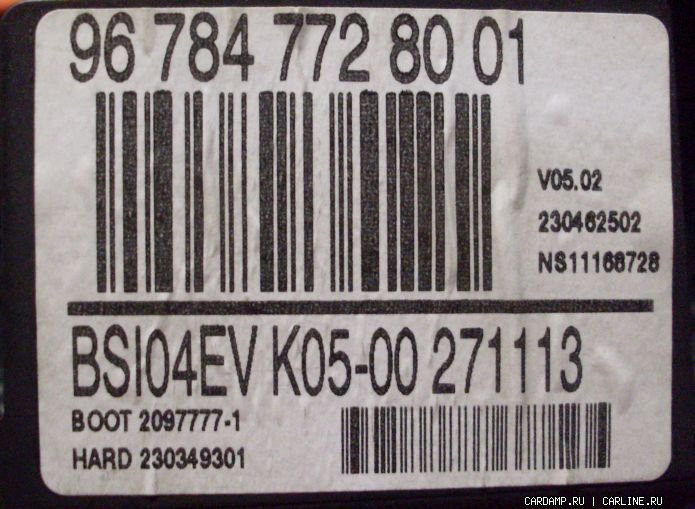 96 784 772 80 01
V05.02
230462502
NS11168728
BSI04EV K05-00 271113
BOOT 2097777-1
HARD 230349301
CARDAMP.RU | CARLINE.RU